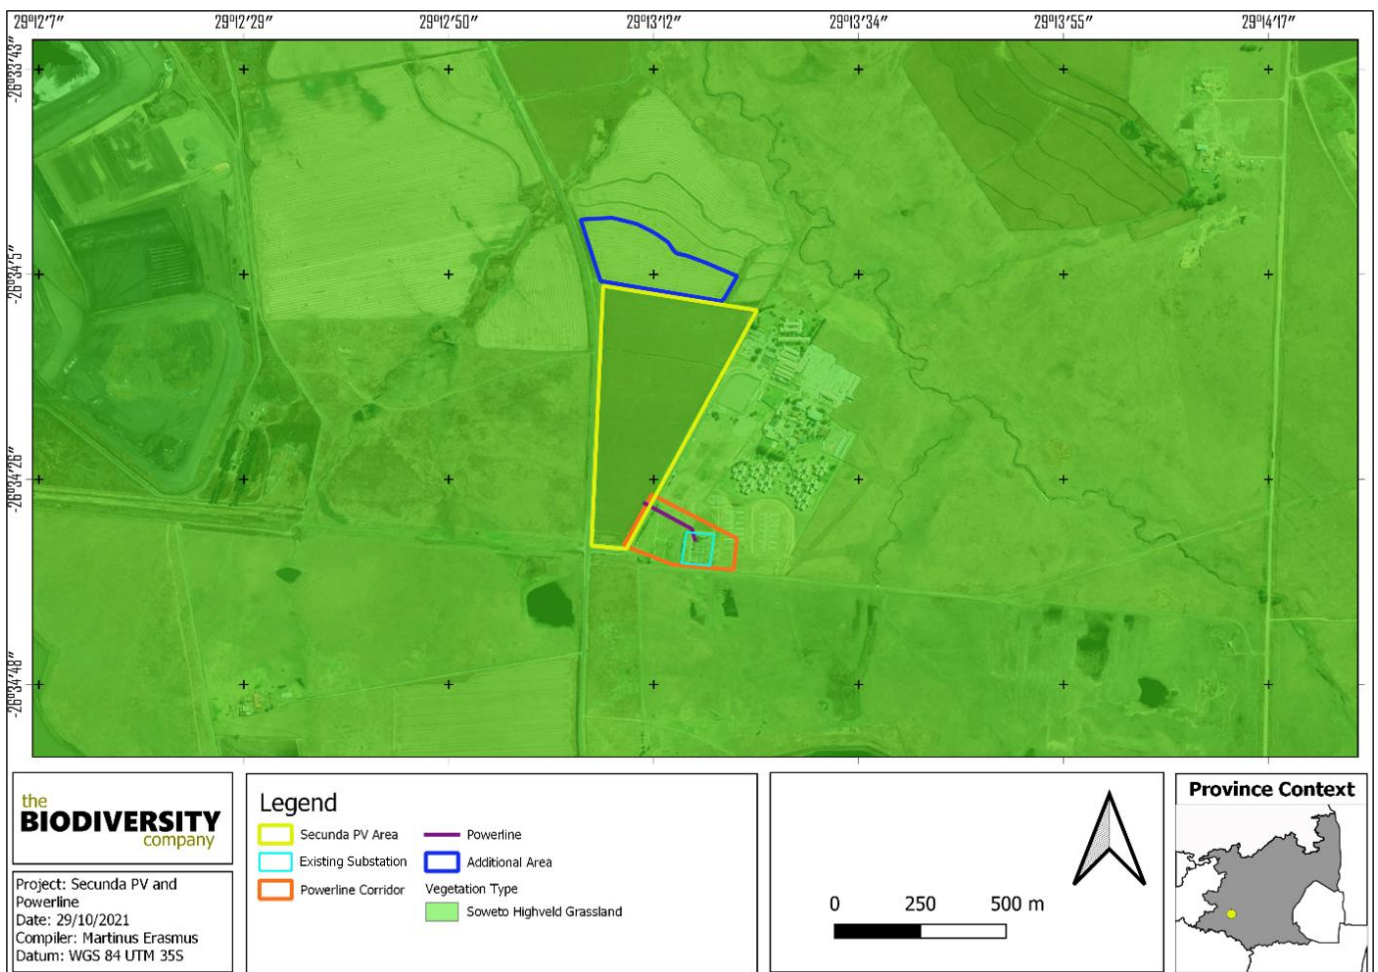 29°12'7" 29°12'29" 29°12'50" 29°13'12" 29°13'34" 29°13'55" 29°14'17"
-26°33'43"
-26°34'5"
-26°34'26"
-26°34'48"
the
BIODIVERSITY
company
Project: Secunda PV and
Powerline
Date: 29/10/2021
Compiler: Martinus Erasmus
Datum: WGS 84 UTM 35S
Legend
Secunda PV Area
Existing Substation
Powerline Corridor
Powerline
Additional Area
Vegetation Type
Soweto Highveld Grassland
0 250 500 m
Province Context